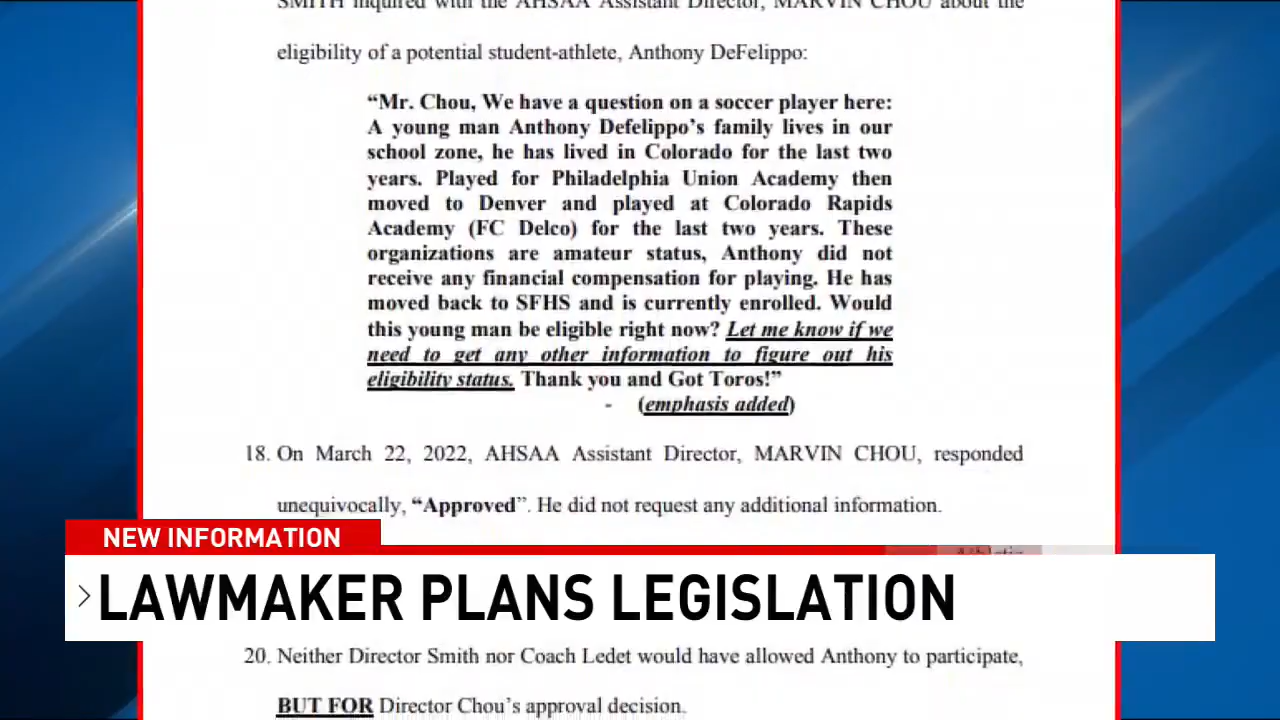 SMITH inquired with the AHSAA Assistant Director, MARVIN CHOU about the
eligibility of a potential student-athlete, Anthony DeFelippo:
“Mr. Chou, We have a question on a soccer player here:
A young man Anthony Defelippo’s family lives in our
school zone, he has lived in Colorado for the last two
years. Played for Philadelphia Union Academy then
moved to Denver and played at Colorado Rapids
Academy (FC Delco) for the last two years. These
organizations are amateur status, Anthony did not
receive any financial compensation for playing. He has
moved back to SFHS and is currently enrolled. Would
this young man be eligible right now? Let me know if we
need to get any other information to figure out his
eligibility status. Thank you and Got Toros!”
- (emphasis added)
18. On March 22, 2022, AHSAA Assistant Director, MARVIN CHOU, responded
unequivocally, “Approved”. He did not request any additional information.
NEW INFORMATION
LAWMAKER PLANS LEGISLATION
20. Neither Director Smith nor Coach Ledet would have allowed Anthony to participate,
BUT FOR Director Chou’s approval decision.